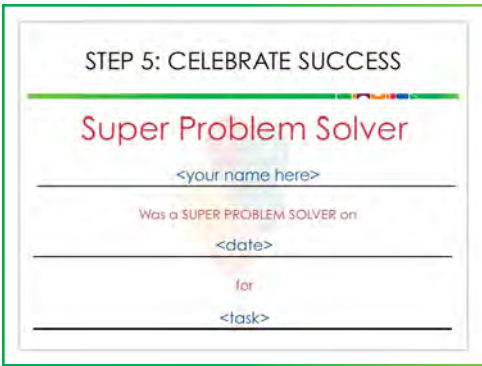 STEP 5: CELEBRATE SUCCESS
Super Problem Solver
<your name here>
Was a SUPER PROBLEM SOLVER on
<date>
for
<task>